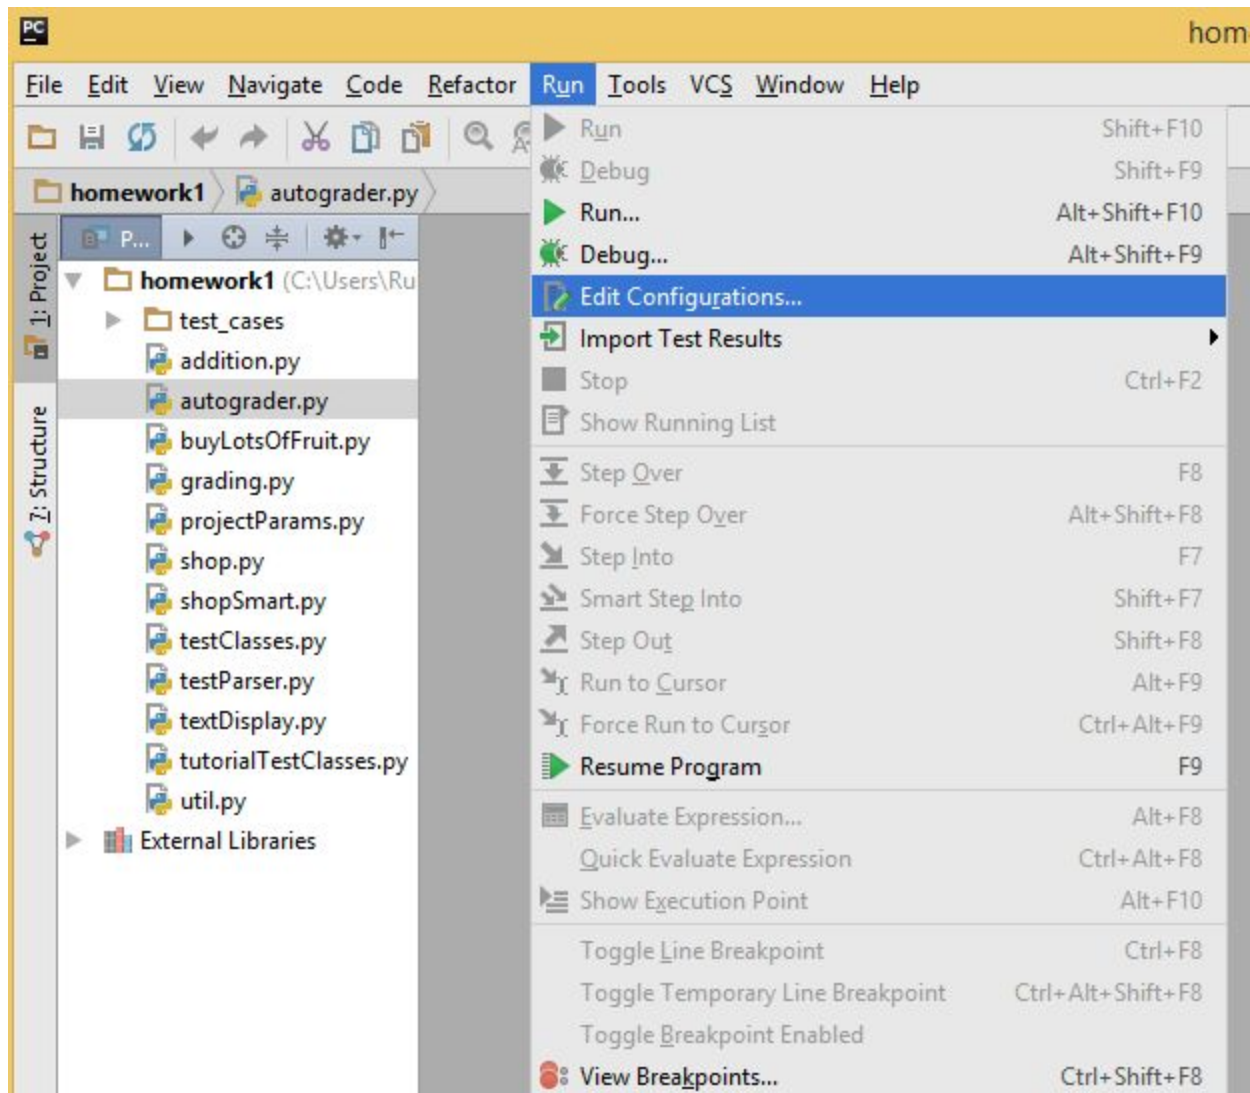 PC
hom
File Edit View Navigate Code Refactor Run Tools VCS Window Help
homework1 autograder.py
1: Project
7: Structure
P...
homework1 (C:\Users\Ru
test_cases
addition.py
autograder.py
buyLotsOfFruit.py
grading.py
projectParams.py
shop.py
shopSmart.py
testClasses.py
testParser.py
textDisplay.py
tutorialTestClasses.py
util.py
External Libraries
Run Shift+F10
Debug Shift+F9
Run... Alt+Shift+F10
Debug... Alt+Shift+F9
Edit Configurations...
Import Test Results
Stop Ctrl+F2
Show Running List
Step Over F8
Force Step Over Alt+Shift+F8
Step Into F7
Smart Step Into Shift+F7
Step Out Shift+F8
Run to Cursor Alt+F9
Force Run to Cursor Ctrl+Alt+F9
Resume Program F9
Evaluate Expression... Alt+F8
Quick Evaluate Expression Ctrl+Alt+F8
Show Execution Point Alt+F10
Toggle Line Breakpoint Ctrl+F8
Toggle Temporary Line Breakpoint Ctrl+Alt+Shift+F8
Toggle Breakpoint Enabled
View Breakpoints... Ctrl+Shift+F8